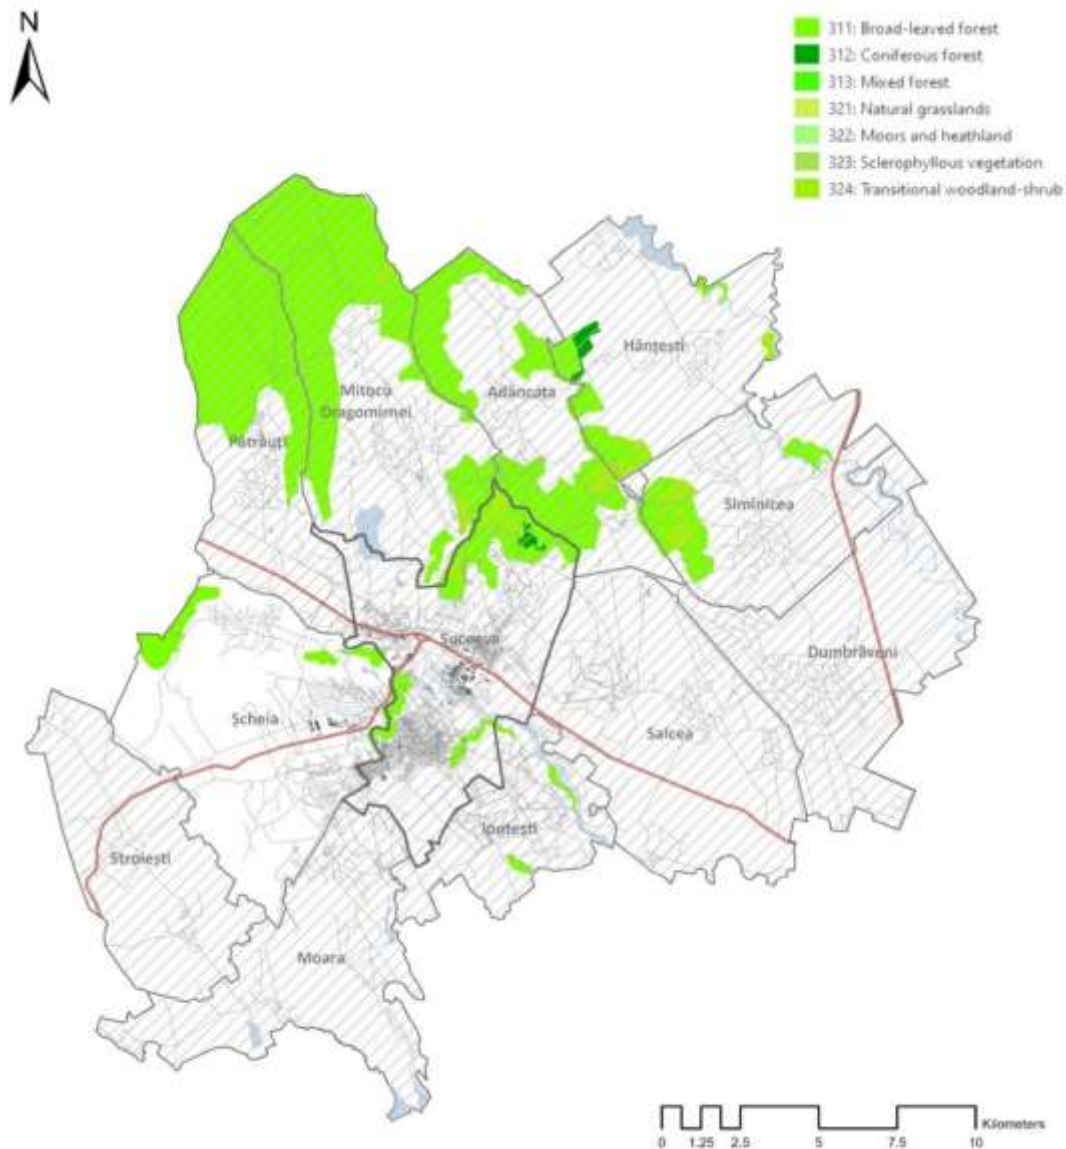 N
311: Broad-leaved forest
312: Coniferous forest
313: Mixed forest
321: Natural grasslands
322: Moors and heathland
323: Sclerophyllous vegetation
324: Transitional woodland-shrub
Hănțești
Mitocu
Dragomirnei
Adâncata
Pătrăuți
Siminicea
Suceava
Dumbrăveni
Șcheia
Salcea
Ipotești
Stroiești
Moara
Kilometers
0 1.25 2.5 5 7.5 10